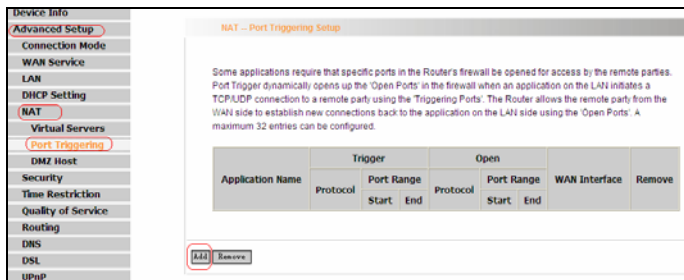 Device Info
Advanced Setup
Connection Mode
WAN Service
LAN
DHCP Setting
NAT
Virtual Servers
Port Triggering
DMZ Host
Security
Time Restriction
Quality of Service
Routing
DNS
DSL
UPnP
NAT -- Port Triggering Setup
Some applications require that specific ports in the Router's firewall be opened for access by the remote parties.
Port Trigger dynamically opens up the 'Open Ports' in the firewall when an application on the LAN initiates a
TCP/UDP connection to a remote party using the 'Triggering Ports'. The Router allows the remote party from the
WAN side to establish new connections back to the application on the LAN side using the 'Open Ports'. A
maximum 32 entries can be configured.
Trigger Open
Application Name Protocol Port Range Protocol Port Range WAN Interface Remove
Start End Start End
Add Remove